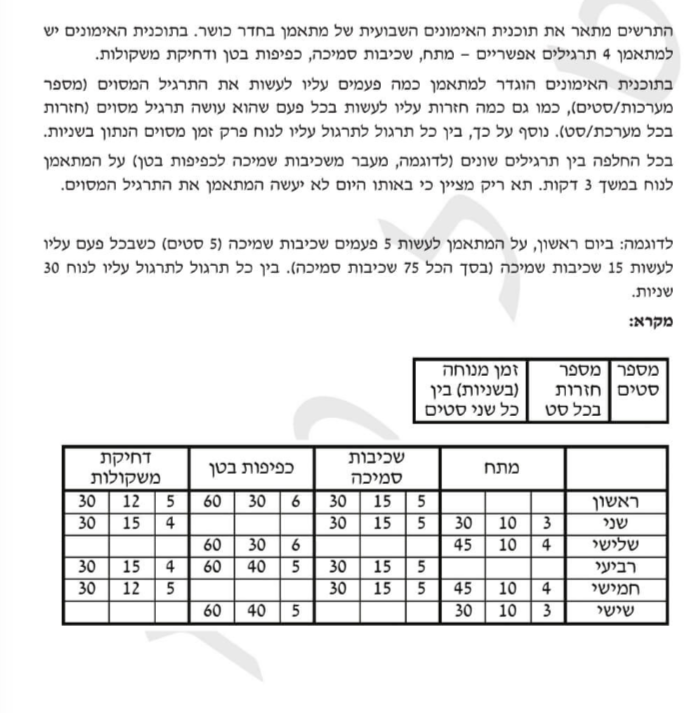 התרשים מתאר את תוכנית האימונים השבועית של מתאמן בחדר כושר. בתוכנית האימונים יש
למתאמן 4 תרגילים אפשריים – מתח, שכיבות סמיכה, כפיפות בטן ודחיקת משקולות.
בתוכנית האימונים הוגדר למתאמן כמה פעמים עליו לעשות את התרגיל המסוים (מספר
מערכות/סטים), כמו גם כמה חזרות עליו לעשות בכל פעם שהוא עושה תרגיל מסוים (חזרות
בכל מערכת/סט). נוסף על כך, בין כל תרגול לתרגול עליו לנוח פרק זמן מסוים הנתון בשניות.
בכל החלפה בין תרגילים שונים (לדוגמה, מעבר משכיבות שמיכה לכפיפות בטן) על המתאמן
לנוח במשך 3 דקות. תא ריק מציין כי באותו היום לא יעשה המתאמן את התרגיל המסוים.
לדוגמה: ביום ראשון, על המתאמן לעשות 5 פעמים שכיבות שמיכה (5 סטים) כשבכל פעם עליו
לעשות 15 שכיבות שמיכה (בסך הכל 75 שכיבות סמיכה). בין כל תרגול לתרגול עליו לנוח 30
שניות.
מקרא:
מספר מספר זמן מנוחה
סטים חזרות (בשניות) בין
בכל סט כל שני סטים
מתח שכיבות סמיכה כפיפות בטן דחיקת משקולות
ראשון 5 15 30 6 30 60 5 12 30
שני 3 10 30 5 15 30 4 15 30
שלישי 4 10 45 6 30 60
רביעי 5 15 30 5 40 60 4 15 30
חמישי 4 10 45 5 15 30 5 12 30
שישי 3 10 30 5 40 60